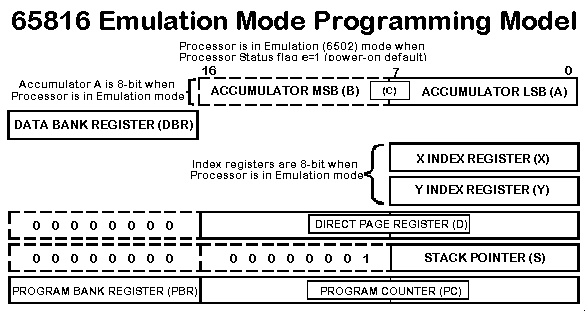 65816 Emulation Mode Programming Model
Processor is in Emulation (6502) mode when
Processor Status flag e=1 (power-on default)
16 7 0
Accumulator A is 8-bit when
Processor is in Emulation mode
ACCUMULATOR MSB (B) (C) ACCUMULATOR LSB (A)
DATA BANK REGISTER (DBR)
Index registers are 8-bit when
Processor is in Emulation mode
X INDEX REGISTER (X)
Y INDEX REGISTER (Y)
0 0 0 0 0 0 0 0 DIRECT PAGE REGISTER (D)
0 0 0 0 0 0 0 0 0 0 0 0 0 0 0 1 STACK POINTER (S)
PROGRAM BANK REGISTER (PBR) PROGRAM COUNTER (PC)